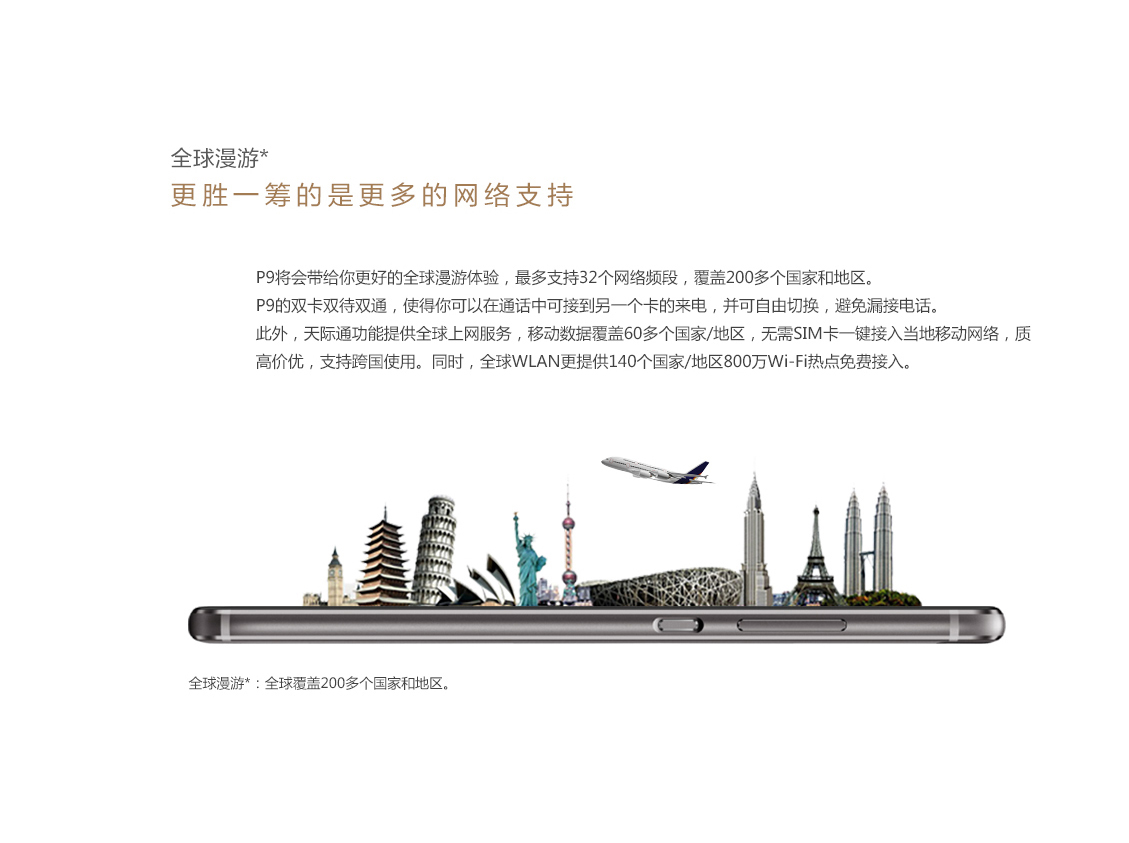 全球漫游*
更胜一筹的是更多的网络支持
P9将会带给你更好的全球漫游体验，最多支持32个网络频段，覆盖200多个国家和地区。
P9的双卡双待双通，使得你可以在通话中可接到另一个卡的来电，并可自由切换，避免漏接电话。
此外，天际通功能提供全球上网服务，移动数据覆盖60多个国家/地区，无需SIM卡一键接入当地移动网络，质
高价优，支持跨国使用。同时，全球WLAN更提供140个国家/地区800万Wi-Fi热点免费接入。
全球漫游*：全球覆盖200多个国家和地区。